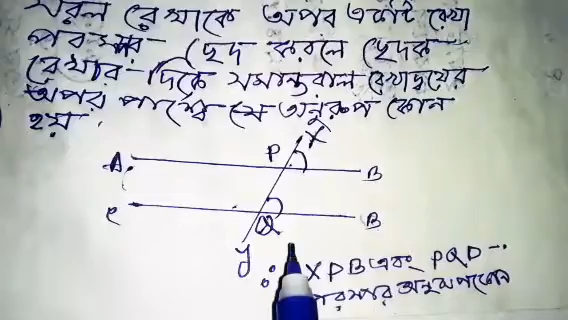 সরল রেখাকে অপর একটি রেখা
পরস্পর ছেদ করলে ছেদক
রেখার দিকে সমান্তরাল রেখাদ্বয়ের
অপর পার্শ্বে যে অনুরুপ কোন
হয়।
X
P
A B
C B
Q
y
∴ XPB এবং PQD
পরস্পর অনুরূপ কোন